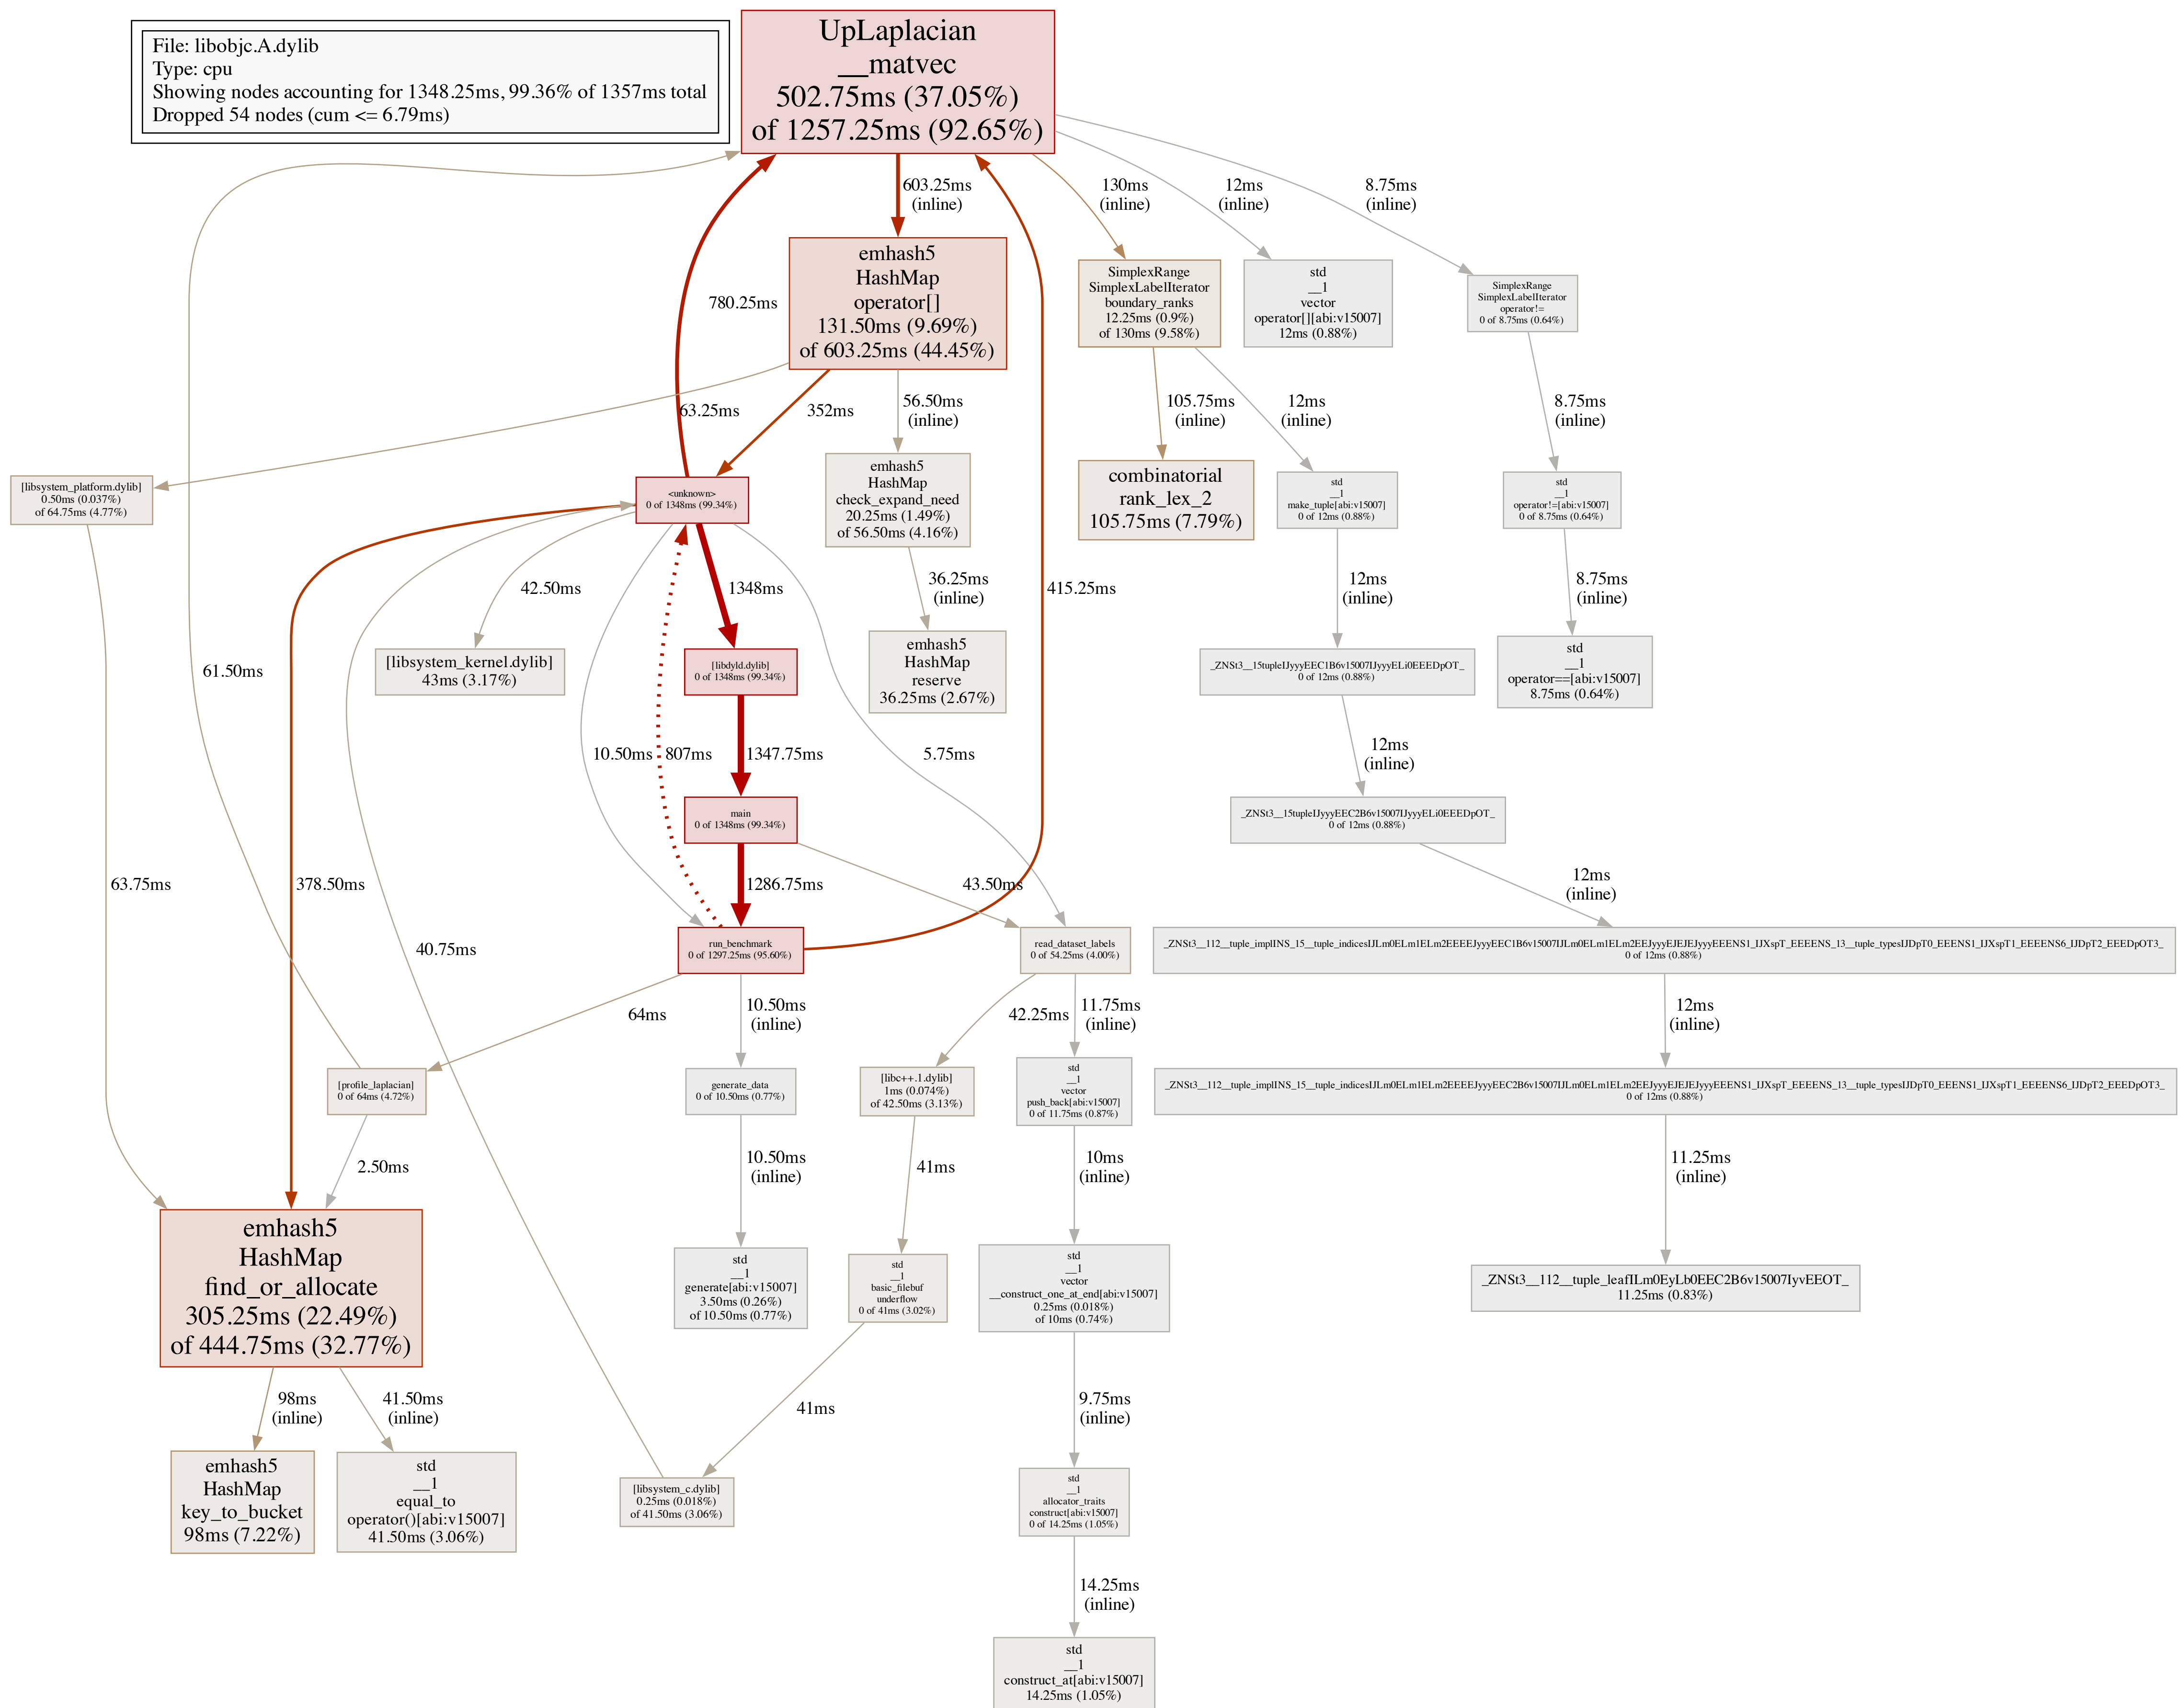 File: libobjc.A.dylib
Type: cpu
Showing nodes accounting for 1348.25ms, 99.36% of 1357ms total
Dropped 54 nodes (cum <= 6.79ms)
UpLaplacian
__matvec
502.75ms (37.05%)
of 1257.25ms (92.65%)
603.25ms
(inline)
130ms
(inline)
12ms
(inline)
8.75ms
(inline)
780.25ms
emhash5
HashMap
operator[]
131.50ms (9.69%)
of 603.25ms (44.45%)
SimplexRange
SimplexLabelIterator
boundary_ranks
12.25ms (0.9%)
of 130ms (9.58%)
std
__1
vector
operator[][abi:v15007]
12ms (0.88%)
SimplexRange
SimplexLabelIterator
operator!=
0 of 8.75ms (0.64%)
63.25ms
352ms
56.50ms
(inline)
105.75ms
(inline)
12ms
(inline)
8.75ms
(inline)
[libsystem_platform.dylib]
0.50ms (0.037%)
of 64.75ms (4.77%)
<unknown>
0 of 1348ms (99.34%)
emhash5
HashMap
check_expand_need
20.25ms (1.49%)
of 56.50ms (4.16%)
combinatorial
rank_lex_2
105.75ms (7.79%)
std
__1
make_tuple[abi:v15007]
0 of 12ms (0.88%)
std
__1
operator!=[abi:v15007]
0 of 8.75ms (0.64%)
42.50ms
1348ms
36.25ms
(inline)
415.25ms
12ms
(inline)
8.75ms
(inline)
61.50ms
[libsystem_kernel.dylib]
43ms (3.17%)
[libdyld.dylib]
0 of 1348ms (99.34%)
emhash5
HashMap
reserve
36.25ms (2.67%)
_ZNSt3__15tupleIJyyyEEC1B6v15007IJyyyELi0EEEDpOT_
0 of 12ms (0.88%)
std
__1
operator==[abi:v15007]
8.75ms (0.64%)
10.50ms
807ms
1347.75ms
5.75ms
12ms
(inline)
main
0 of 1348ms (99.34%)
_ZNSt3__15tupleIJyyyEEC2B6v15007IJyyyELi0EEEDpOT_
0 of 12ms (0.88%)
63.75ms
378.50ms
40.75ms
1286.75ms
43.50ms
12ms
(inline)
run_benchmark
0 of 1297.25ms (95.60%)
read_dataset_labels
0 of 54.25ms (4.00%)
_ZNSt3__112__tuple_implINS_15__tuple_indicesIJLm0ELm1ELm2EEEEJyyyEEC1B6v15007IJLm0ELm1ELm2EEJyyyEJEJEJyyyEEENS1_IJXspT_EEEENS_13__tuple_typesIJDpT0_EEENS1_IJXspT1_EEEENS6_IJDpT2_EEEDpOT3_
0 of 12ms (0.88%)
64ms
10.50ms
(inline)
42.25ms
11.75ms
(inline)
12ms
(inline)
[profile_laplacian]
0 of 64ms (4.72%)
generate_data
0 of 10.50ms (0.77%)
[libc++.1.dylib]
1ms (0.074%)
of 42.50ms (3.13%)
std
__1
vector
push_back[abi:v15007]
0 of 11.75ms (0.87%)
_ZNSt3__112__tuple_implINS_15__tuple_indicesIJLm0ELm1ELm2EEEEJyyyEEC2B6v15007IJLm0ELm1ELm2EEJyyyEJEJEJyyyEEENS1_IJXspT_EEEENS_13__tuple_typesIJDpT0_EEENS1_IJXspT1_EEEENS6_IJDpT2_EEEDpOT3_
0 of 12ms (0.88%)
2.50ms
10.50ms
(inline)
41ms
10ms
(inline)
11.25ms
(inline)
emhash5
HashMap
find_or_allocate
305.25ms (22.49%)
of 444.75ms (32.77%)
std
__1
generate[abi:v15007]
3.50ms (0.26%)
of 10.50ms (0.77%)
std
__1
basic_filebuf
underflow
0 of 41ms (3.02%)
std
__1
vector
__construct_one_at_end[abi:v15007]
0.25ms (0.018%)
of 10ms (0.74%)
_ZNSt3__112__tuple_leafILm0EyLb0EEC2B6v15007IyvEEOT_
11.25ms (0.83%)
98ms
(inline)
41.50ms
(inline)
41ms
9.75ms
(inline)
emhash5
HashMap
key_to_bucket
98ms (7.22%)
std
__1
equal_to
operator()[abi:v15007]
41.50ms (3.06%)
[libsystem_c.dylib]
0.25ms (0.018%)
of 41.50ms (3.06%)
std
__1
allocator_traits
construct[abi:v15007]
0 of 14.25ms (1.05%)
14.25ms
(inline)
std
__1
construct_at[abi:v15007]
14.25ms (1.05%)